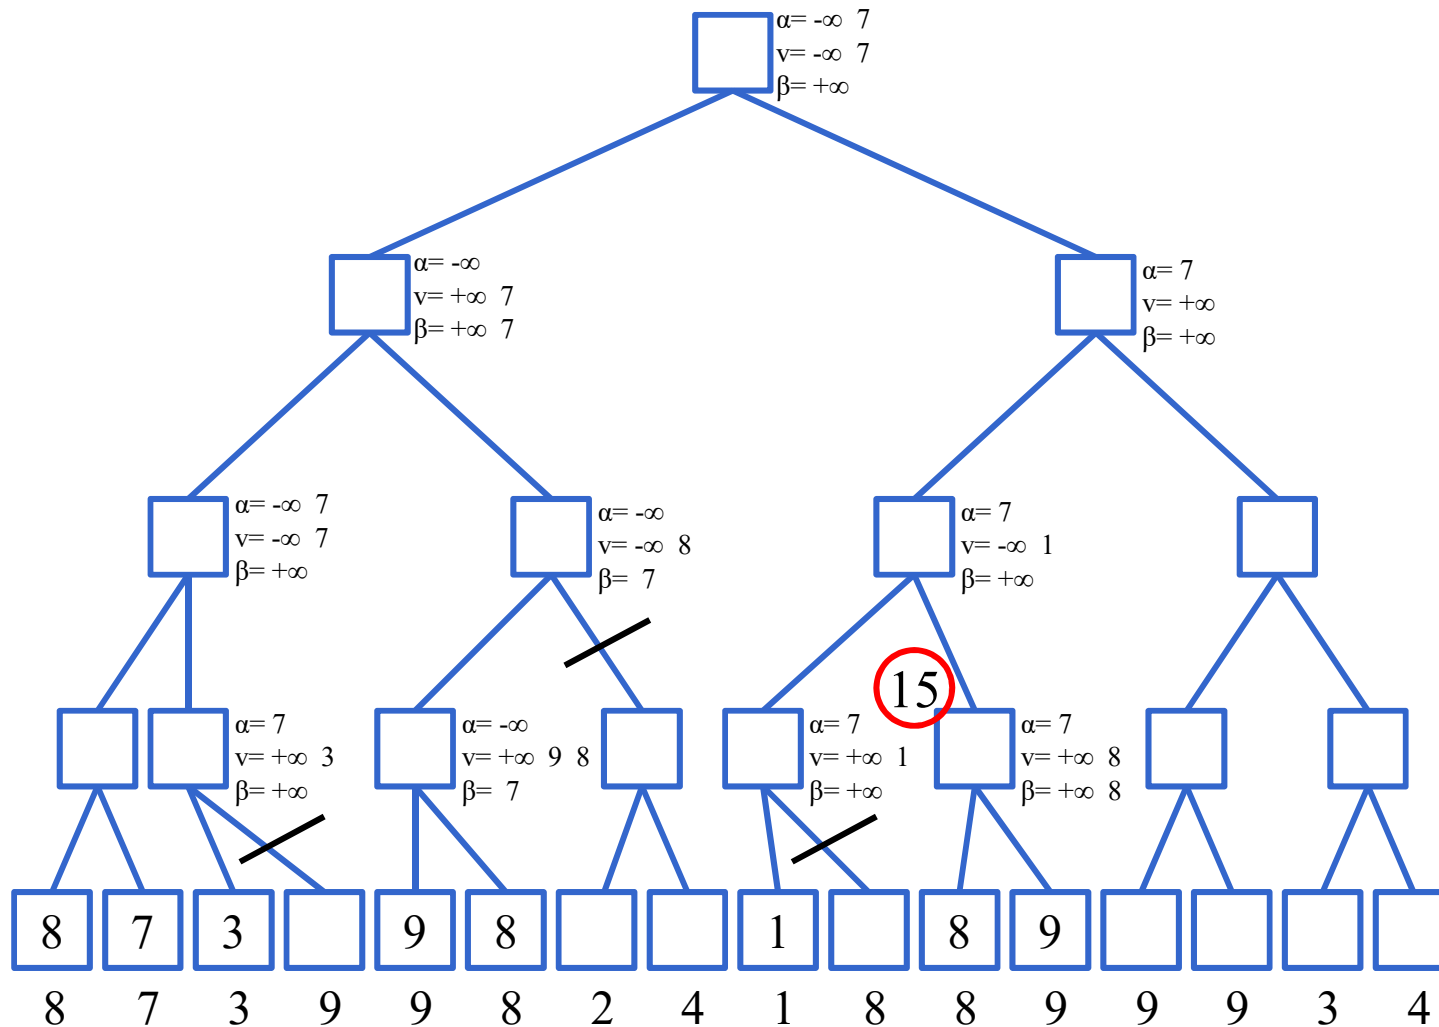 α= -∞ 7
v= -∞ 7
β= +∞
α= -∞
v= +∞ 7
β= +∞ 7
α= 7
v= +∞
β= +∞
α= -∞ 7
v= -∞ 7
β= +∞
α= -∞
v= -∞ 8
β= 7
α= 7
v= -∞ 1
β= +∞
15
α= 7
v= +∞ 3
β= +∞
α= -∞
v= +∞ 9 8
β= 7
α= 7
v= +∞ 1
β= +∞
α= 7
v= +∞ 8
β= +∞ 8
8 7 3 9 8 1 8 9
8 7 3 9 9 8 2 4 1 8 8 9 9 9 3 4